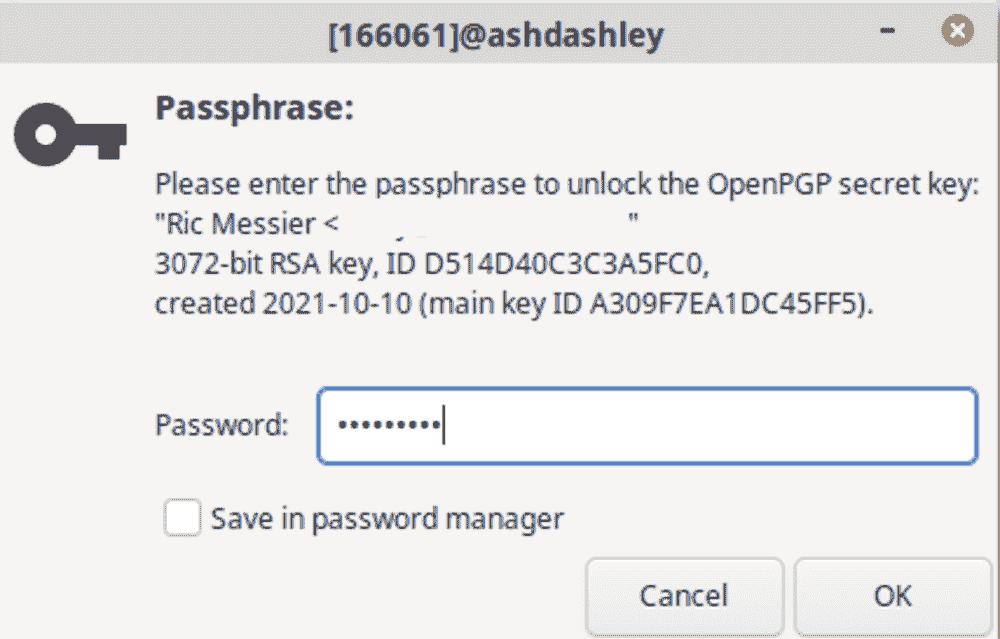 [166061]@ashdashley
Passphrase:
Please enter the passphrase to unlock the OpenPGP secret key:
"Ric Messier < "
3072-bit RSA key, ID D514D40C3C3A5FC0,
created 2021-10-10 (main key ID A309F7EA1DC45FF5).
Password: •••••••••
Save in password manager
Cancel OK